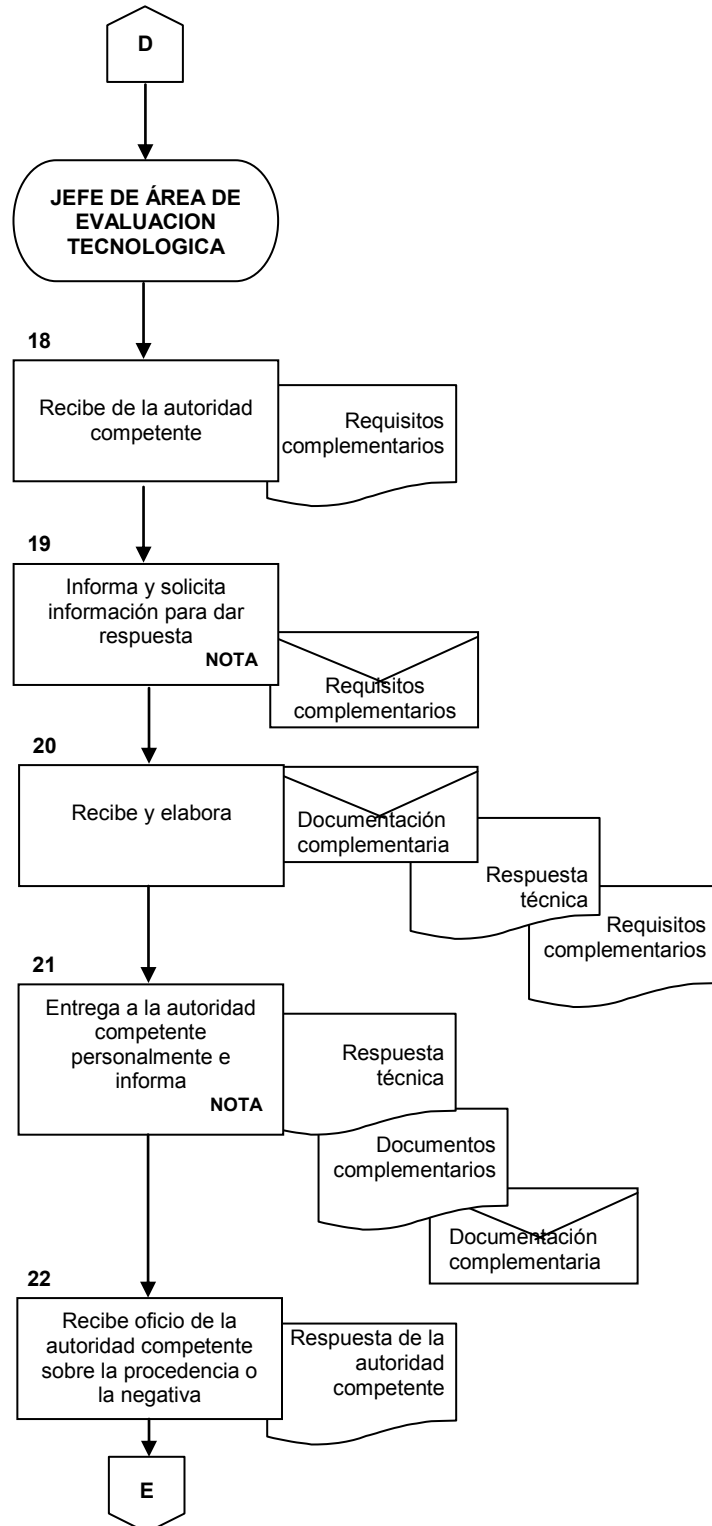 D
JEFE DE ÁREA DE
EVALUACION
TECNOLOGICA
18
Recibe de la autoridad
competente
Requisitos
complementarios
19
Informa y solicita
información para dar
respuesta
NOTA
Requisitos
complementarios
20
Recibe y elabora
Documentación
complementaria
Respuesta
técnica
Requisitos
complementarios
21
Entrega a la autoridad
competente
personalmente e
informa
NOTA
Respuesta
técnica
Documentos
complementarios
Documentación
complementaria
22
Recibe oficio de la
autoridad competente
sobre la procedencia o
la negativa
Respuesta de la
autoridad
competente
E